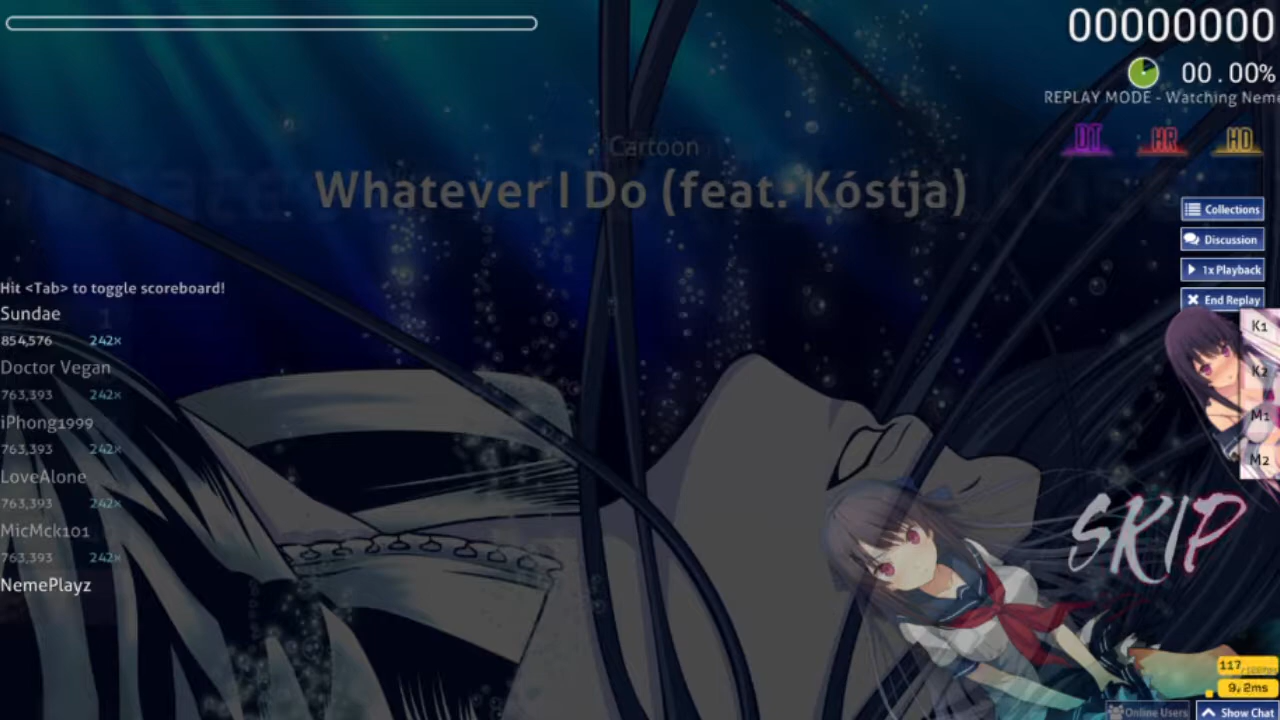 00000000
00.00%
REPLAY MODE - Watching Neme
DT HR HD
Cartoon
Whatever I Do (feat. Kóstja)
Collections
Discussion
1x Playback
End Replay
Hit <Tab> to toggle scoreboard!
Sundae 1
854,576 242x
Doctor Vegan
763,393 242x
iPhong1999
763,393 242x
LoveAlone
763,393 242x
MicMck101
763,393 242x
NemePlayz
K1
K2
M1
M2
SKIP
117
9.2ms
Online Users
Show Chat